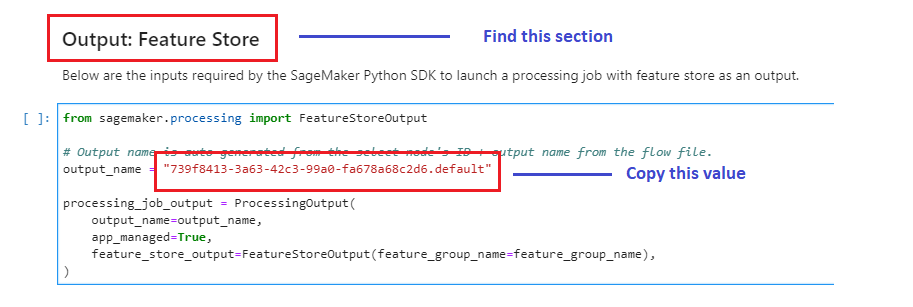 Output: Feature Store
Find this section
Below are the inputs required by the SageMaker Python SDK to launch a processing job with feature store as an output.
[ ]: from sagemaker.processing import FeatureStoreOutput
# Output name is auto-generated from the select node's ID + output name from the flow file.
output_name = "739f8413-3a63-42c3-99a0-fa678a68c2d6.default"
Copy this value
processing_job_output = ProcessingOutput(
output_name=output_name,
app_managed=True,
feature_store_output=FeatureStoreOutput(feature_group_name=feature_group_name),
)